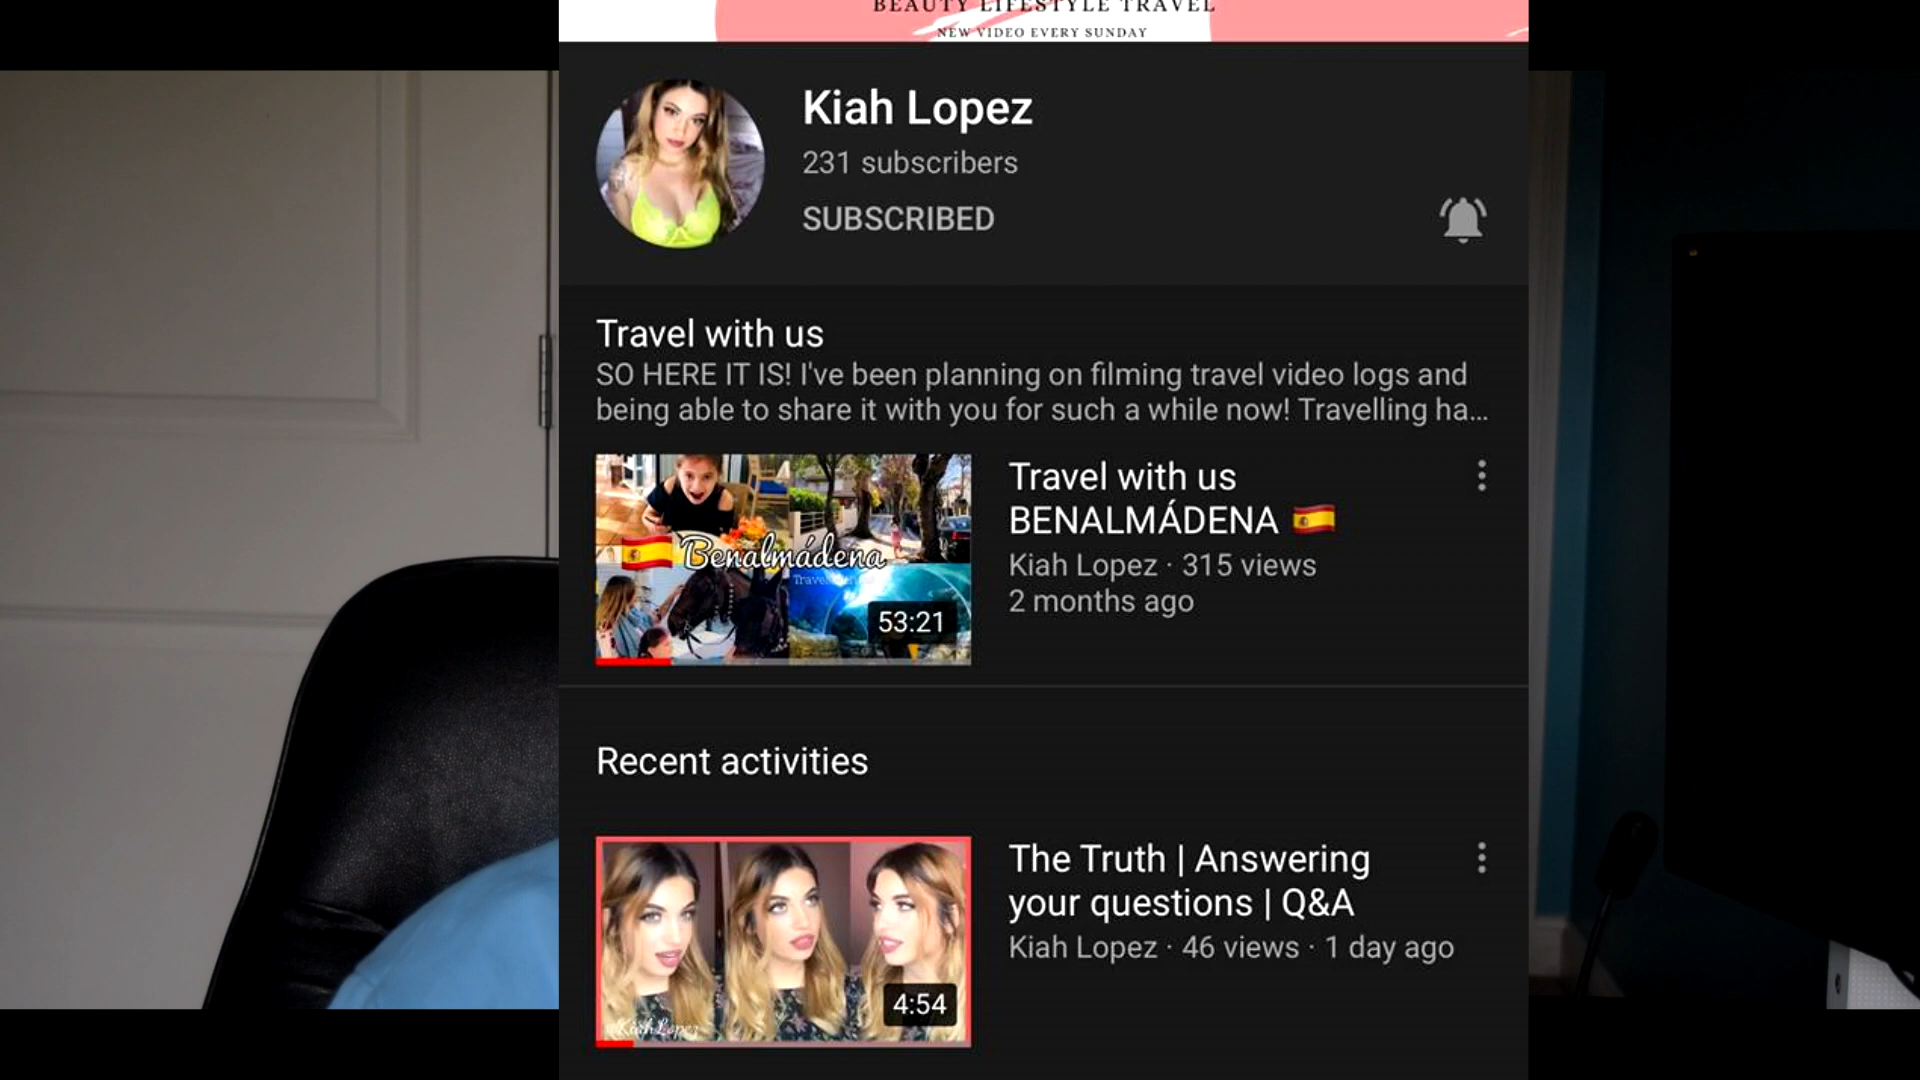 BEAUTY LIFESTYLE TRAVEL
NEW VIDEO EVERY SUNDAY
Kiah Lopez
231 subscribers
SUBSCRIBED
Travel with us
SO HERE IT IS! I've been planning on filming travel video logs and
being able to share it with you for such a while now! Travelling ha...
Benalmádena
53:21
Travel with us
BENALMÁDENA 🇪🇸
Kiah Lopez · 315 views
2 months ago
Recent activities
Kiah Lopez
4:54
The Truth | Answering
your questions | Q&A
Kiah Lopez · 46 views · 1 day ago